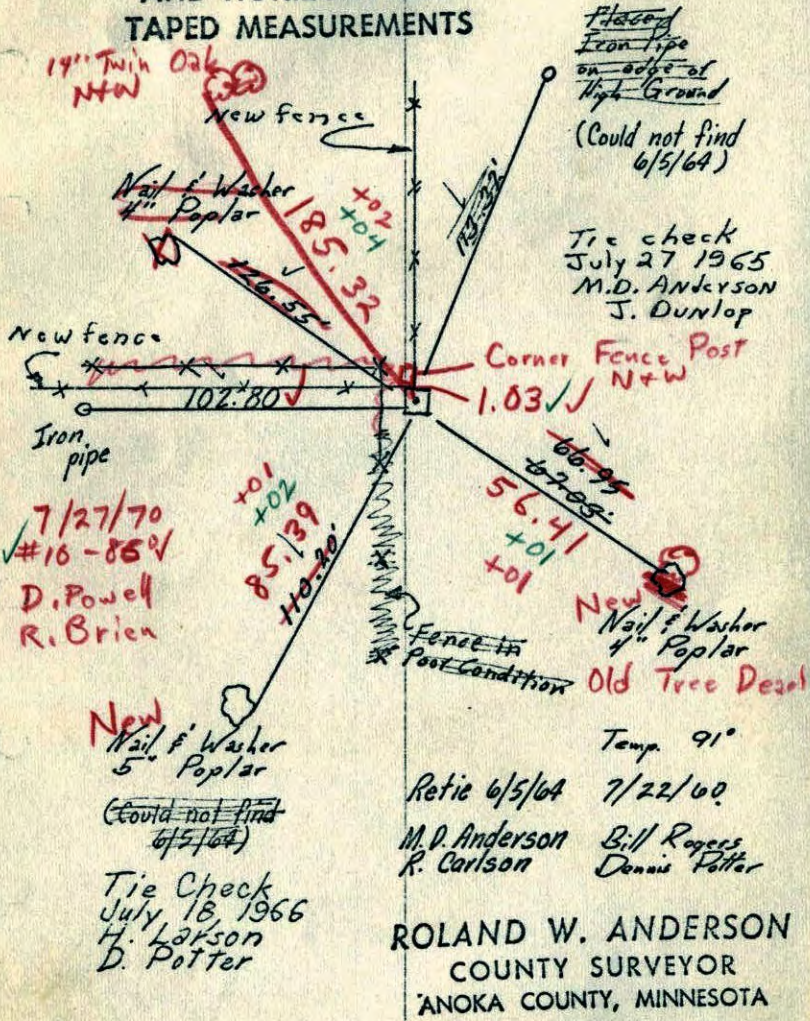 TAPED MEASUREMENTS
Placed
Iron Pipe
on edge of
High Ground
(Could not find
6/5/64)
14" Twin Oak
N+W
New fence
Nail & Washer
4" Poplar
+02
+04
185.32
126.55'
Tie check
July 27 1965
M.D. Anderson
J. Dunlop
New fence
Corner Fence Post
N+W
1.03
102.80
Iron
pipe
66.95
67.05'
56.41
+01
+01
7/27/70
#16 - 86°
D. Powell
R. Brien
+01
+02
85.39
110.20'
New
Nail & Washer
4" Poplar
Old Tree Dead
Fence in
Poor Condition
New
Nail & Washer
5" Poplar
(Could not find
6/5/64)
Temp. 91°
Retie 6/5/64 7/22/60
M.D. Anderson Bill Rogers
R. Carlson Dennis Potter
Tie Check
July 18, 1966
H. Larson
D. Potter
ROLAND W. ANDERSON
COUNTY SURVEYOR
ANOKA COUNTY, MINNESOTA